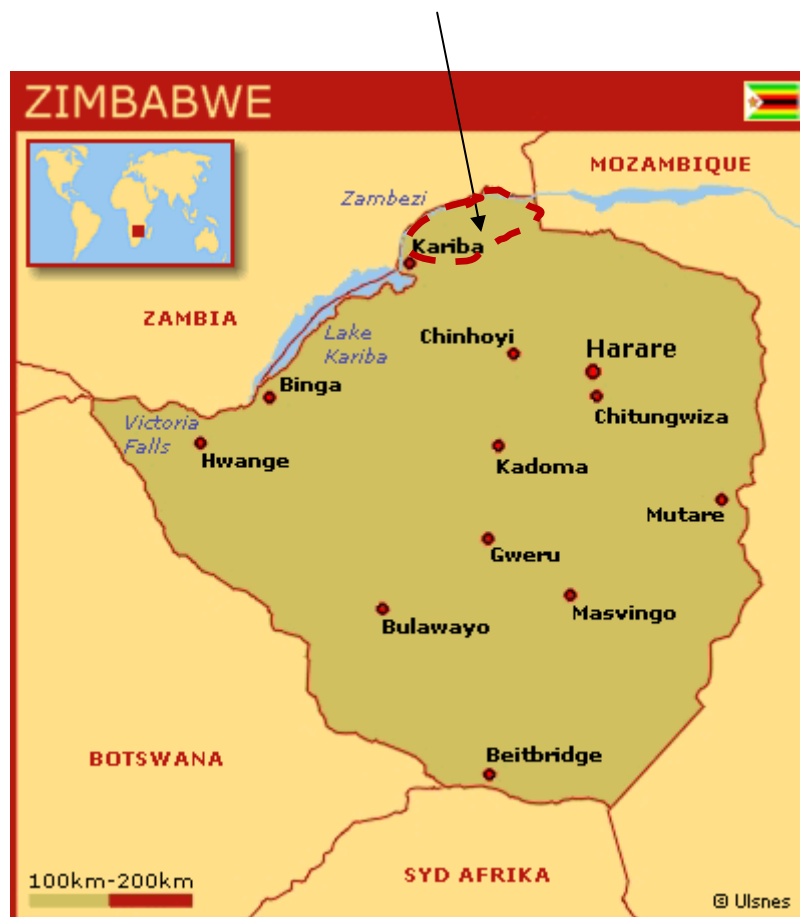 ZIMBABWE
MOZAMBIQUE
Zambezi
Kariba
ZAMBIA
Lake
Kariba
Chinhoyi
Harare
Binga
Chitungwiza
Victoria
Falls
Hwange
Kadoma
Mutare
Gweru
Masvingo
Bulawayo
Beitbridge
BOTSWANA
SYD AFRIKA
100km-200km
© Ulsnes